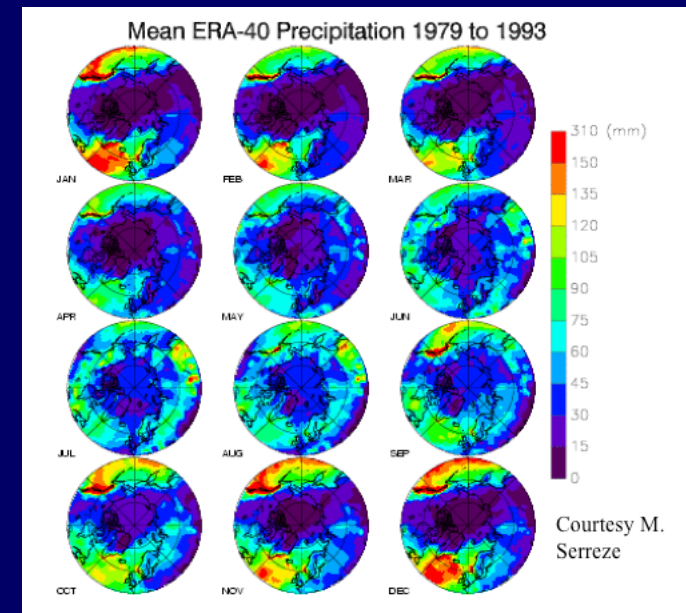 Mean ERA-40 Precipitation 1979 to 1993
JAN
FEB
MAR
APR
MAY
JUN
JUL
AUG
SEP
OCT
NOV
DEC
310 (mm)
150
135
120
105
90
75
60
45
30
15
0
Courtesy M.
Serreze